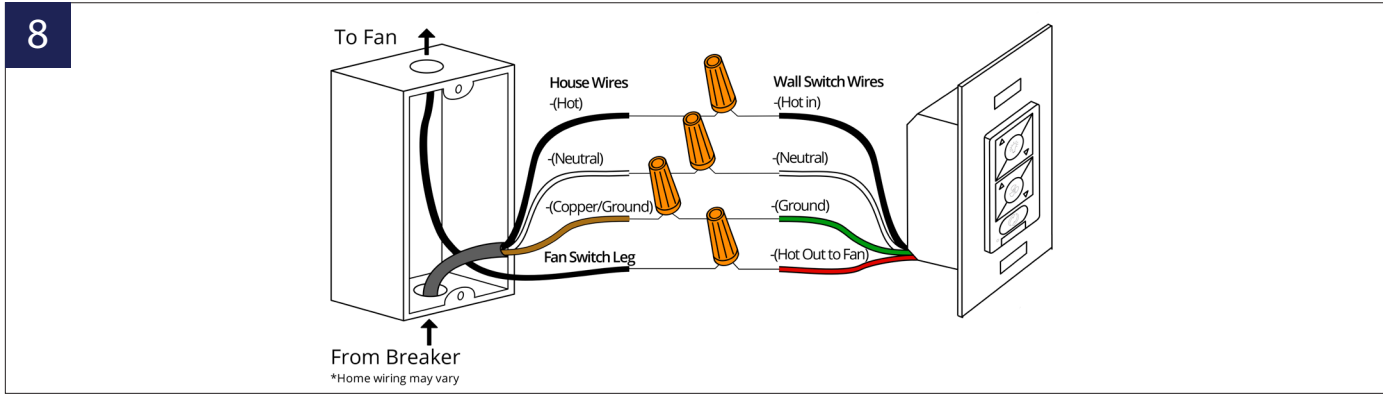 8
To Fan
House Wires
-(Hot)
Wall Switch Wires
-(Hot in)
-(Neutral)
-(Neutral)
-(Copper/Ground)
-(Ground)
Fan Switch Leg
-(Hot Out to Fan)
From Breaker
*Home wiring may vary